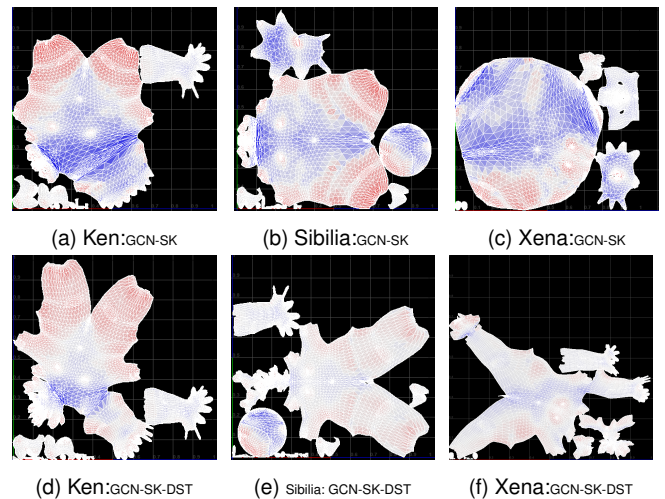 (a) Ken:GCN-SK
(b) Sibilia:GCN-SK
(c) Xena:GCN-SK
(d) Ken:GCN-SK-DST
(e) Sibilia: GCN-SK-DST
(f) Xena:GCN-SK-DST